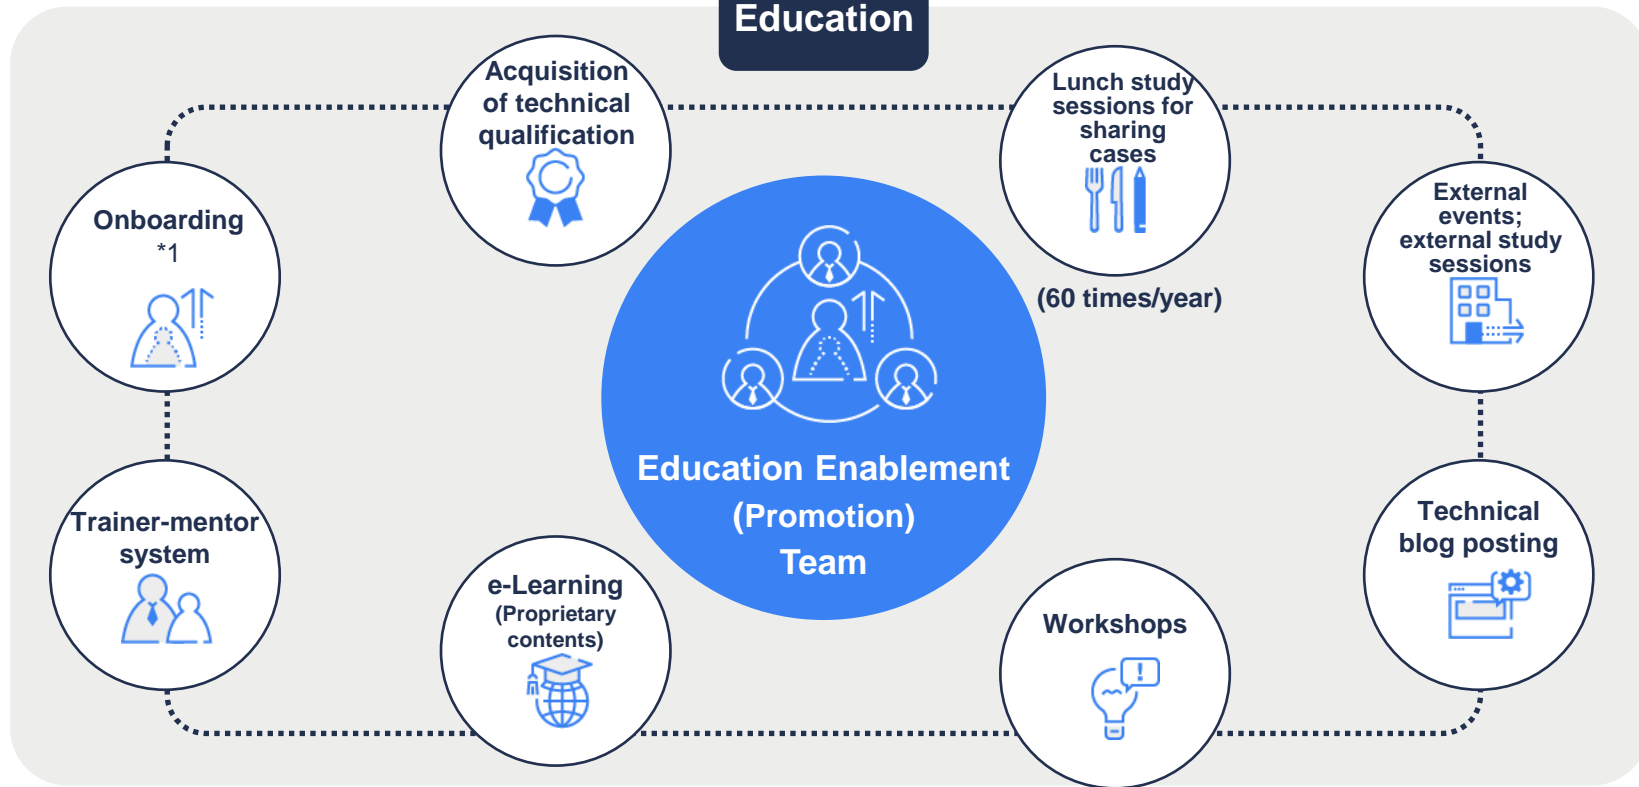 Education
Acquisition
of technical
qualification
Lunch study
sessions for
sharing
cases
(60 times/year)
Onboarding
*1
External
events;
external study
sessions
Education Enablement
(Promotion)
Team
Trainer-mentor
system
e-Learning
(Proprietary
contents)
Workshops
!
Technical
blog posting